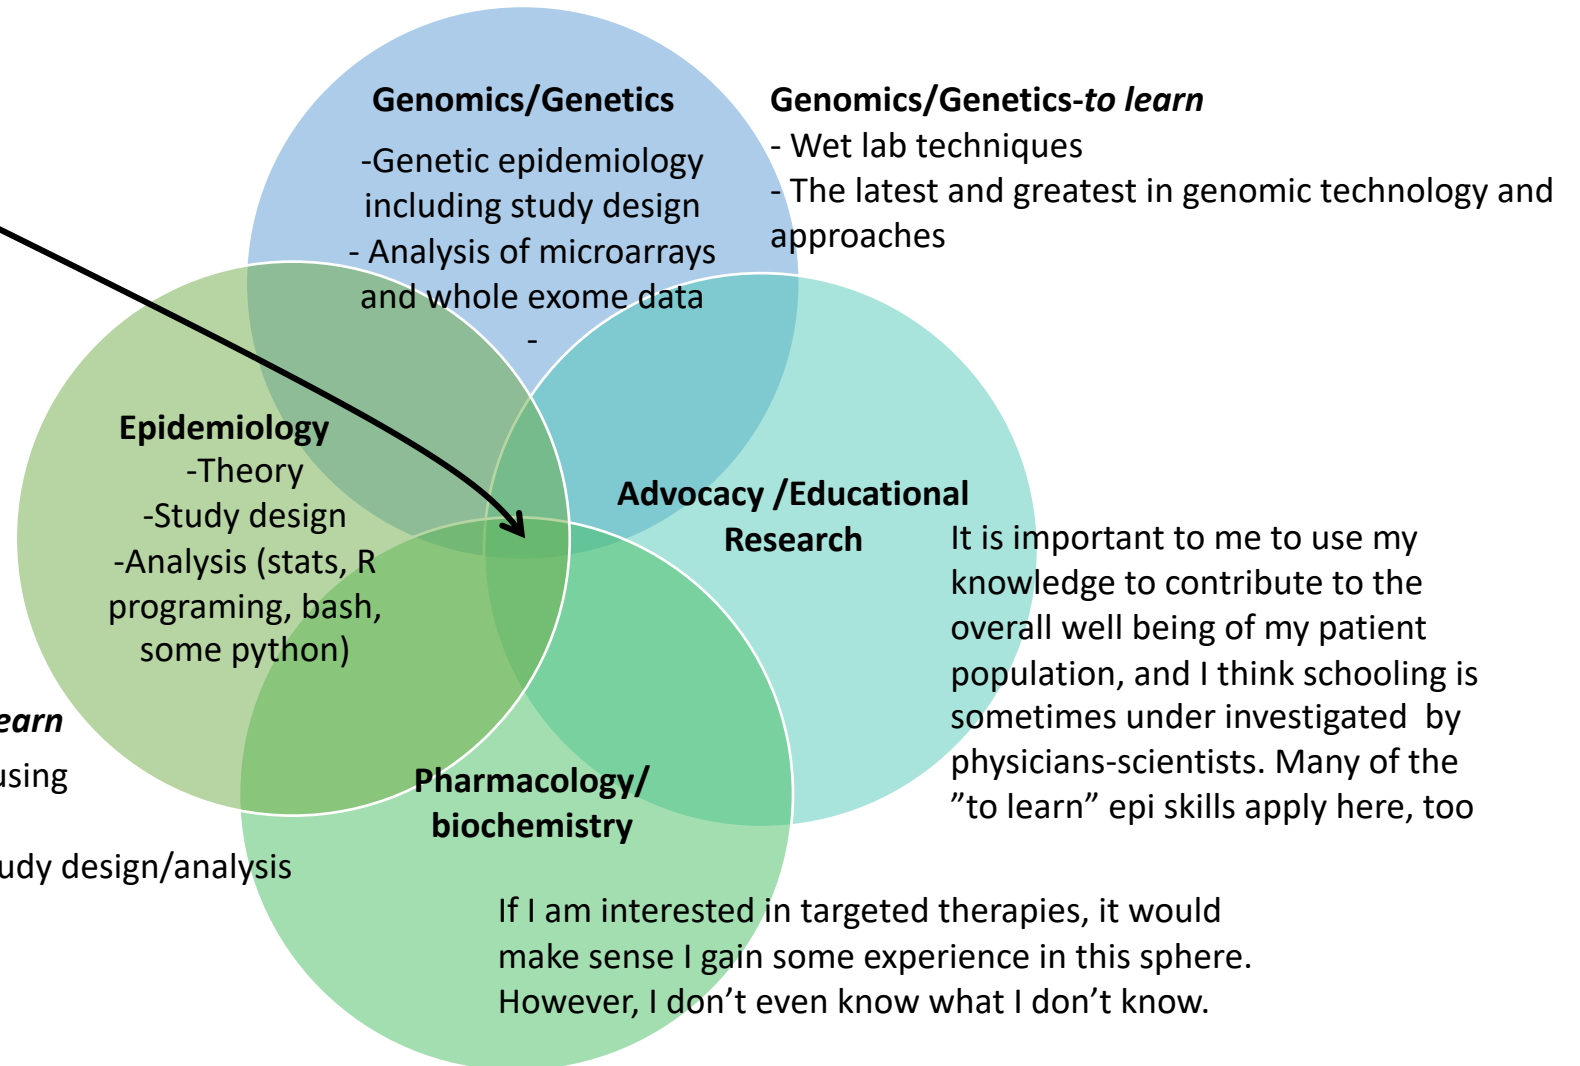 Genomics/Genetics
-Genetic epidemiology
including study design
- Analysis of microarrays
and whole exome data
-
Genomics/Genetics-to learn
- Wet lab techniques
- The latest and greatest in genomic technology and
approaches
Epidemiology
-Theory
-Study design
-Analysis (stats, R
programing, bash,
some python)
Advocacy /Educational
Research
It is important to me to use my
knowledge to contribute to the
overall well being of my patient
population, and I think schooling is
sometimes under investigated  by
physicians-scientists. Many of the
”to learn” epi skills apply here, too
earn
using
udy design/analysis
Pharmacology/
biochemistry
If I am interested in targeted therapies, it would
make sense I gain some experience in this sphere.
However, I don’t even know what I don’t know.